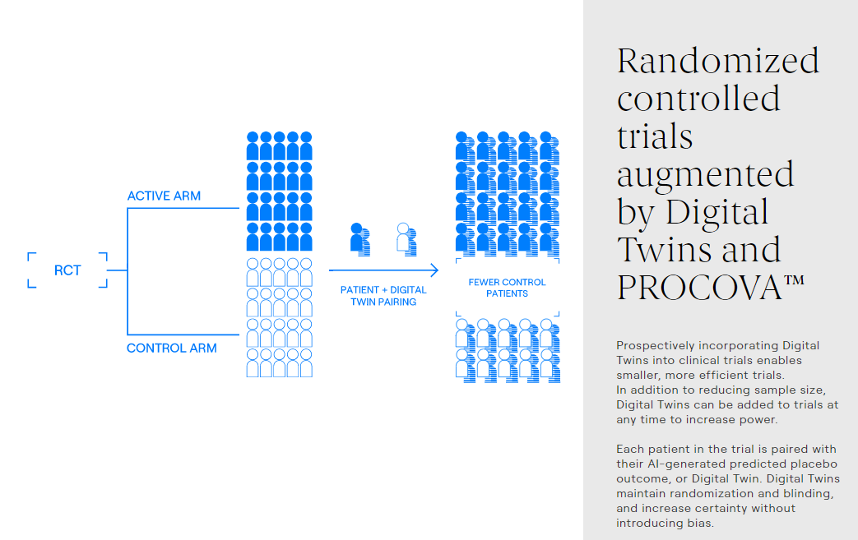 Randomized
controlled
trials
augmented
by Digital
Twins and
PROCOVA™
ACTIVE ARM
RCT
CONTROL ARM
PATIENT + DIGITAL
TWIN PAIRING
FEWER CONTROL
PATIENTS
Prospectively incorporating Digital
Twins into clinical trials enables
smaller, more efficient trials.
In addition to reducing sample size,
Digital Twins can be added to trials at
any time to increase power.
Each patient in the trial is paired with
their AI-generated predicted placebo
outcome, or Digital Twin. Digital Twins
maintain randomization and blinding,
and increase certainty without
introducing bias.